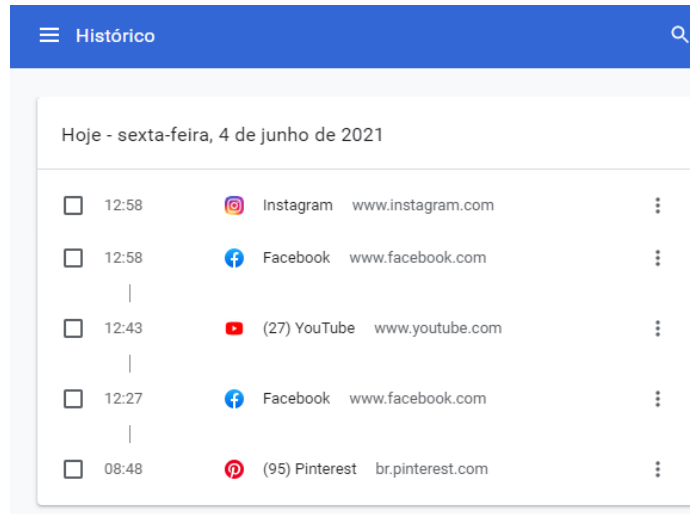 Histórico
Hoje - sexta-feira, 4 de junho de 2021
12:58 Instagram www.instagram.com
12:58 Facebook www.facebook.com
12:43 (27) YouTube www.youtube.com
12:27 Facebook www.facebook.com
08:48 (95) Pinterest br.pinterest.com